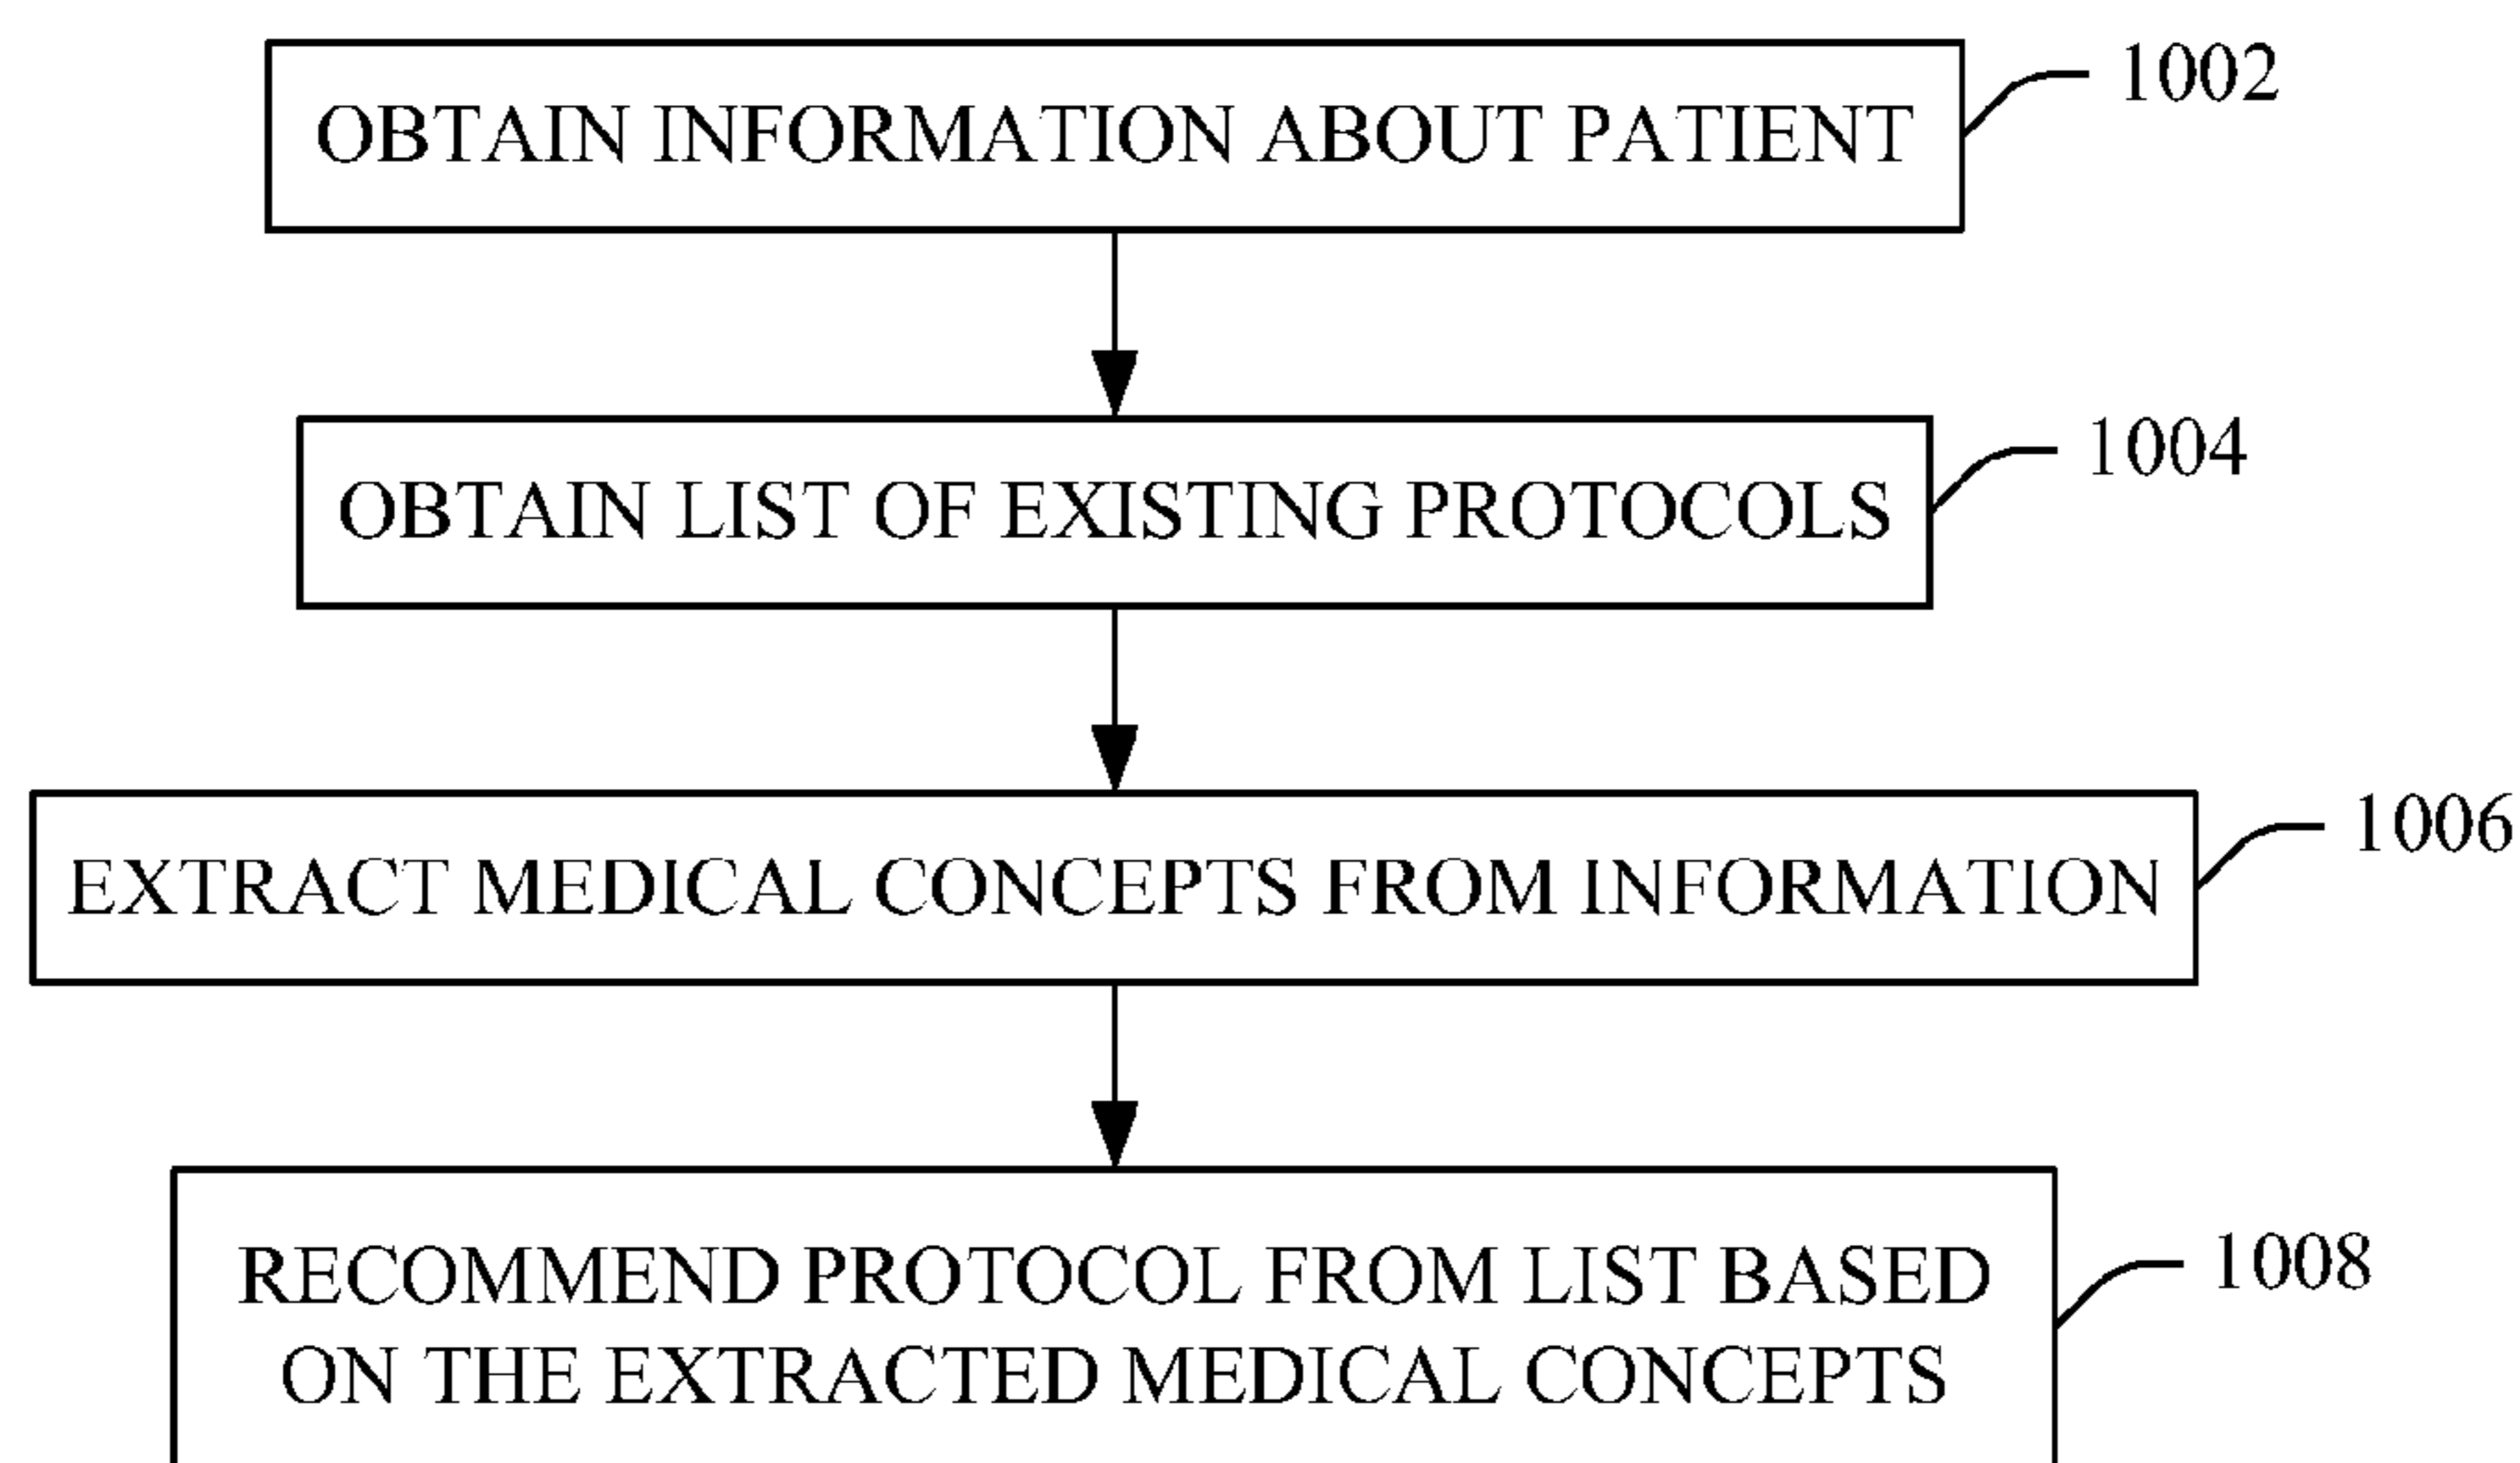 OBTAIN INFORMATION ABOUT PATIENT
1002
OBTAIN LIST OF EXISTING PROTOCOLS
1004
EXTRACT MEDICAL CONCEPTS FROM INFORMATION
1006
RECOMMEND PROTOCOL FROM LIST BASED
ON THE EXTRACTED MEDICAL CONCEPTS
1008